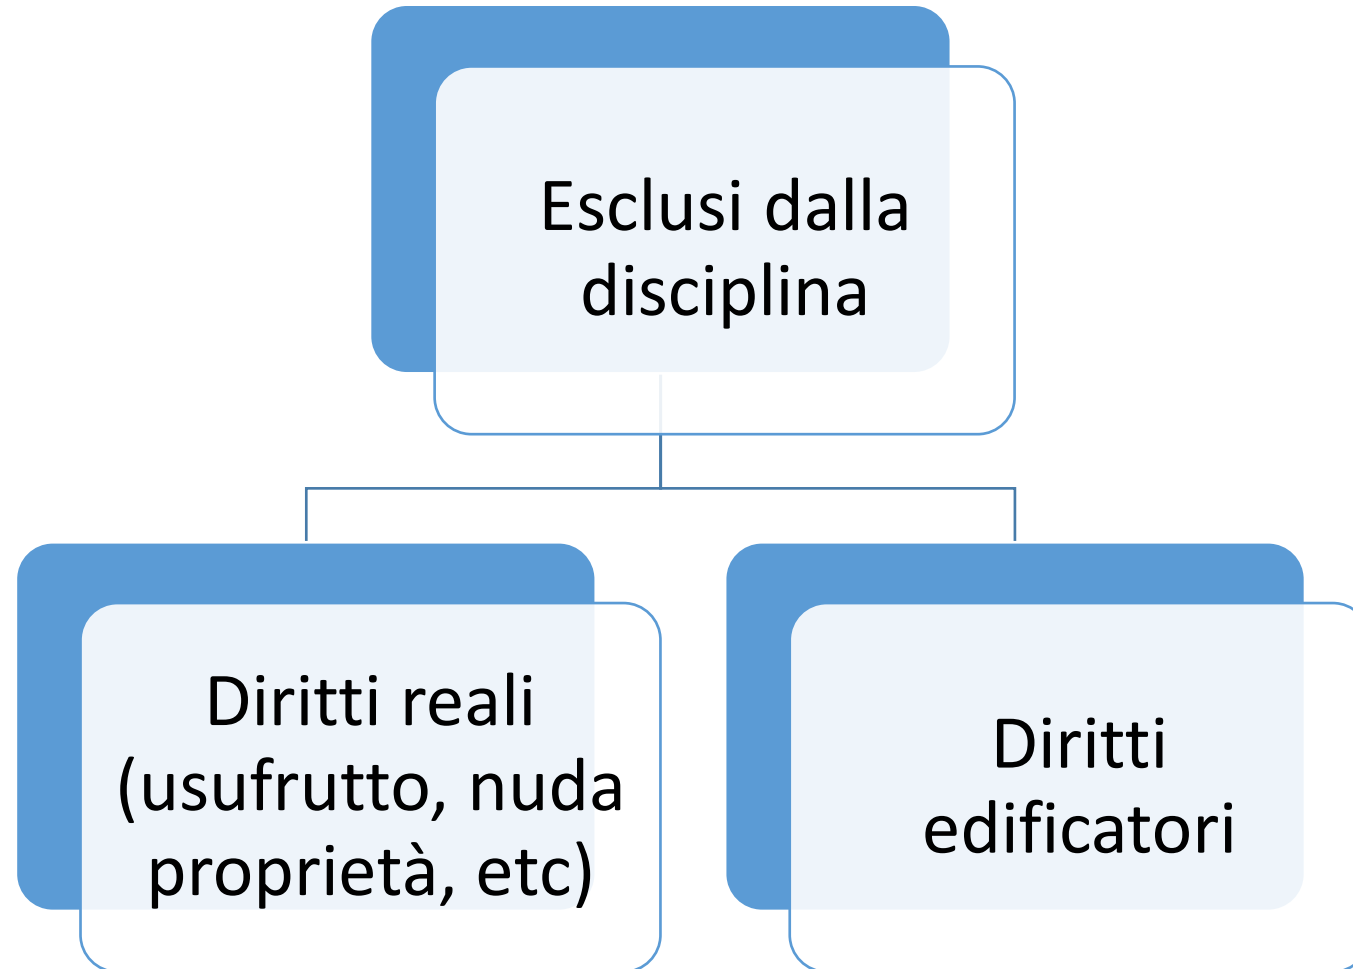 Esclusi dalla
disciplina
Diritti reali
(usufrutto, nuda
proprietà, etc)
Diritti
edificatori